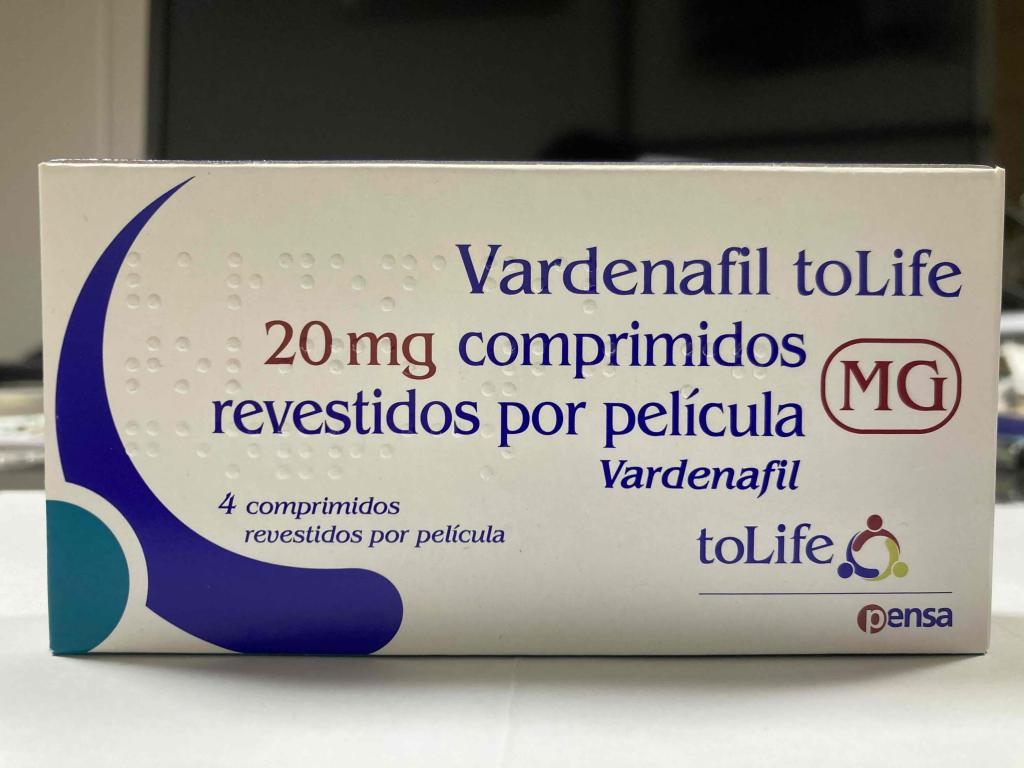 Vardenafil toLife
20 mg comprimidos
revestidos por película
MG
Vardenafil
4 comprimidos
revestidos por película
toLife
pensa